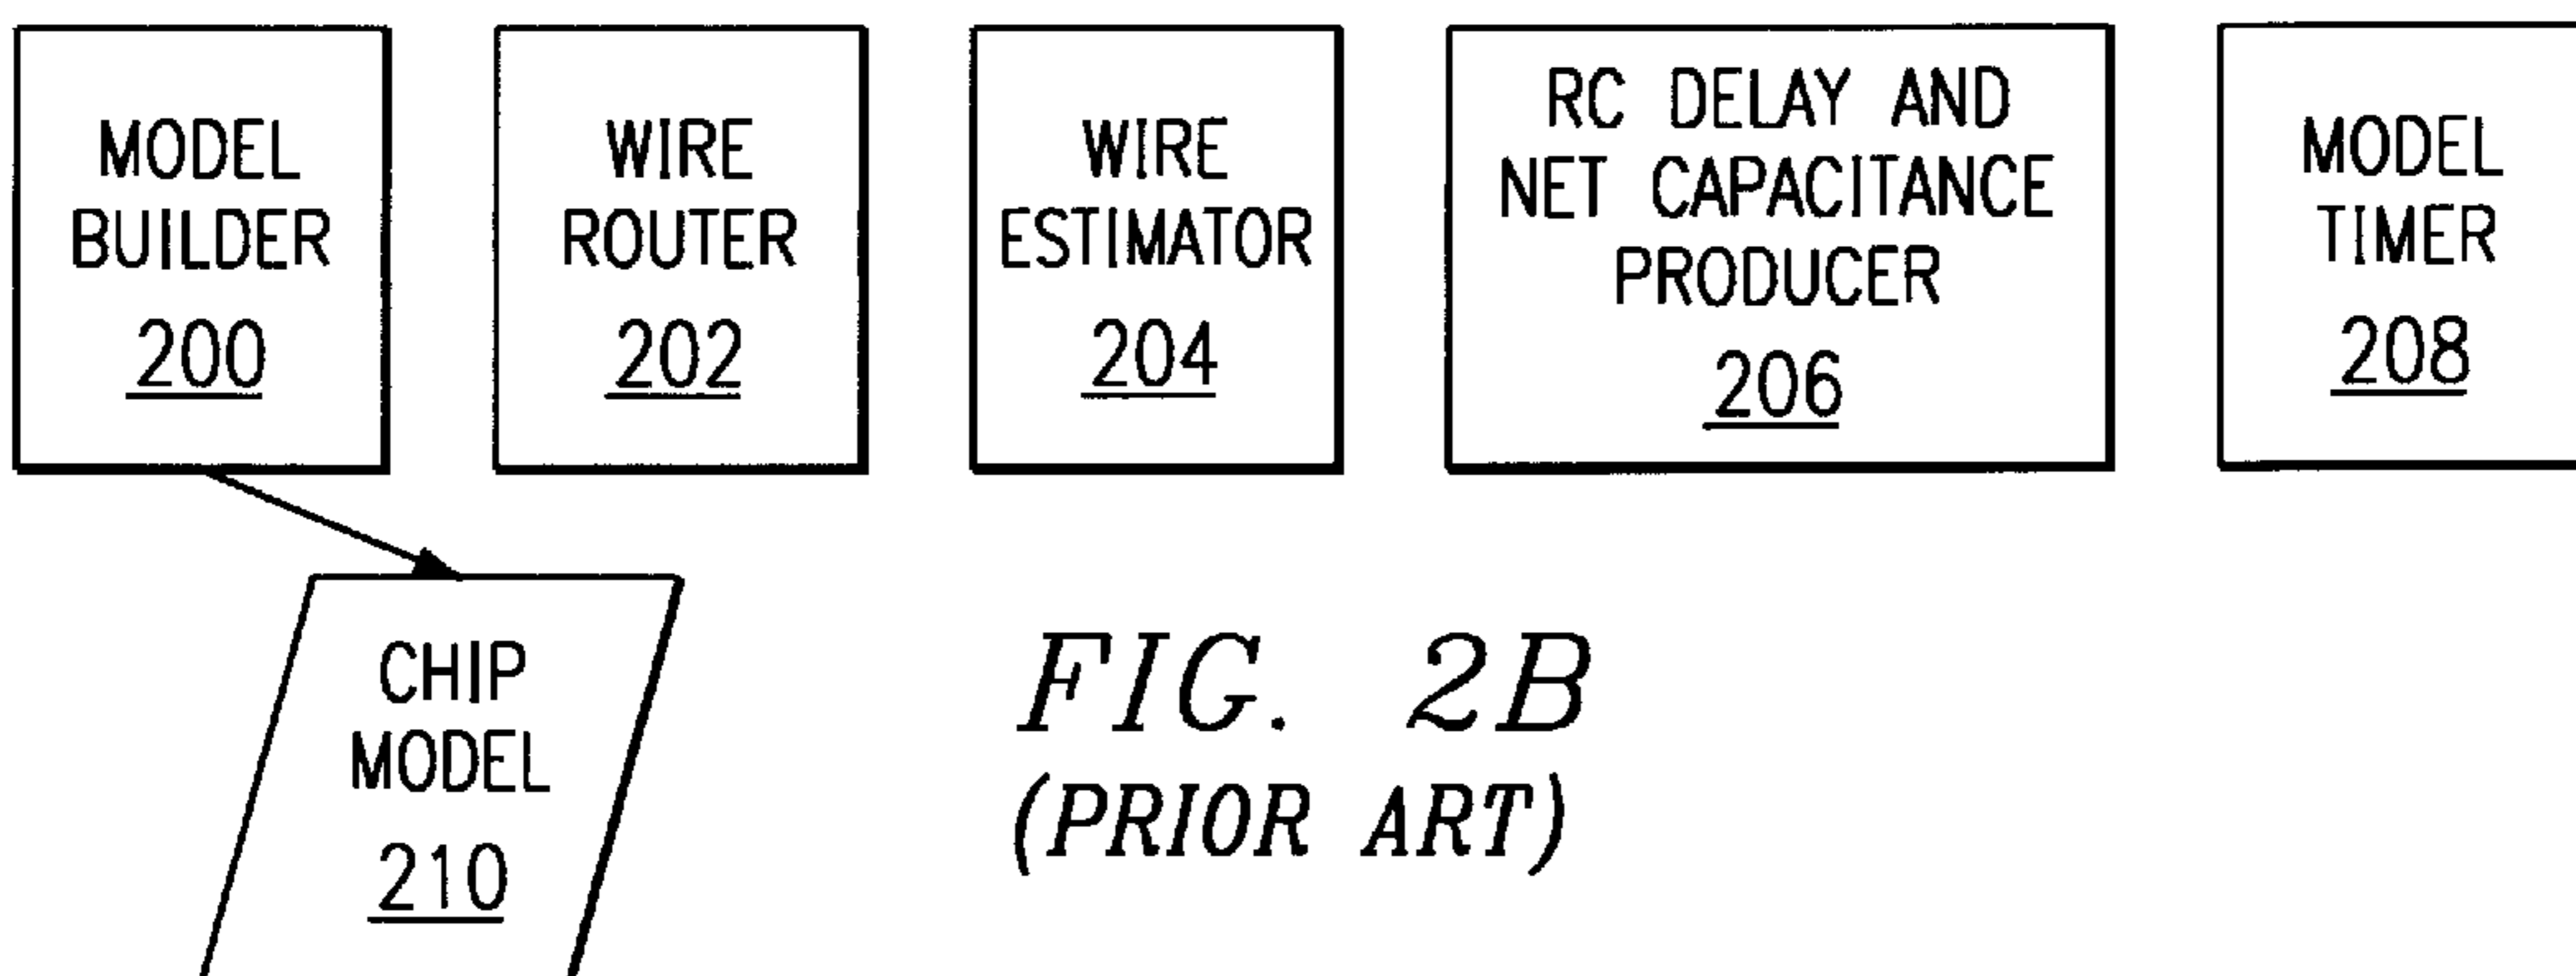 MODEL
BUILDER
200
WIRE
ROUTER
202
WIRE
ESTIMATOR
204
RC DELAY AND
NET CAPACITANCE
PRODUCER
206
MODEL
TIMER
208
CHIP
MODEL
210
FIG. 2B
(PRIOR ART)